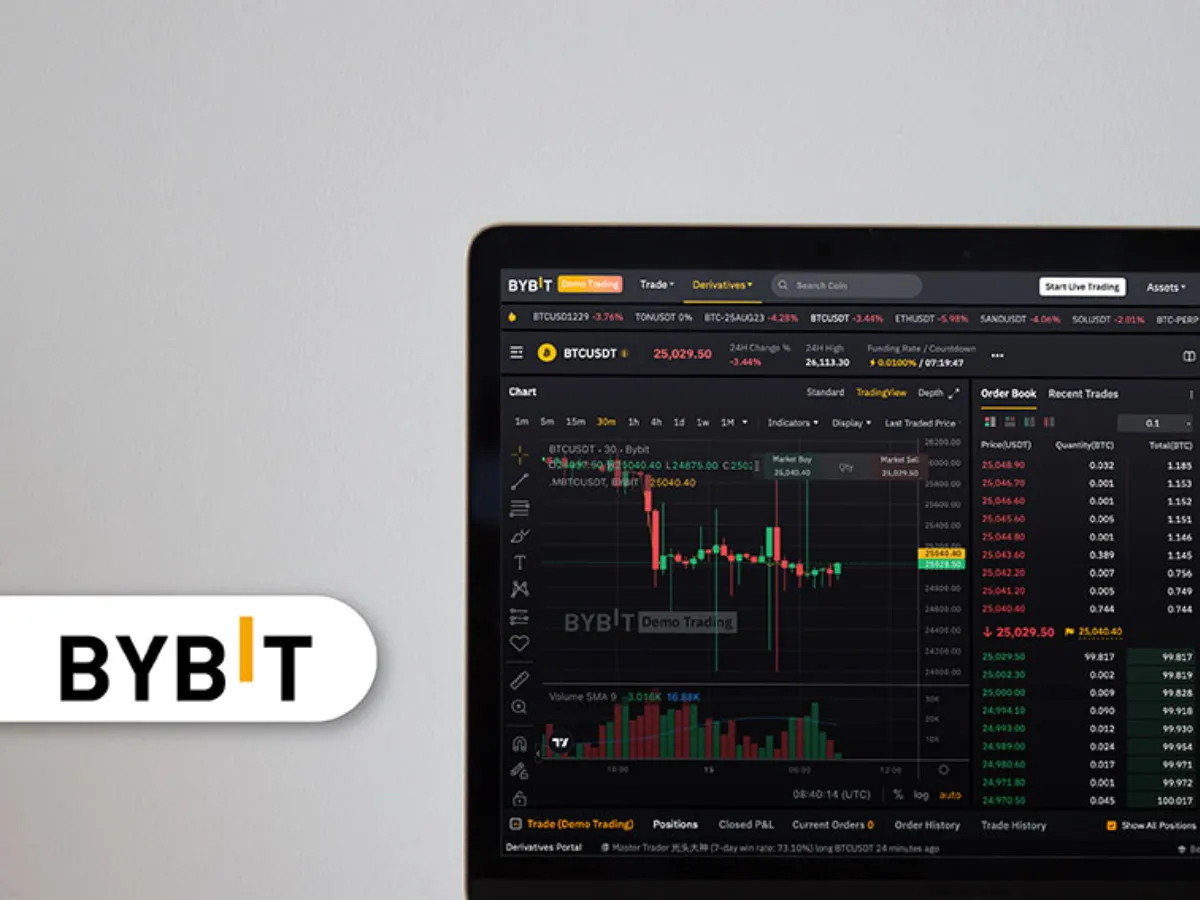 BYBIT
BYBIT Demo Trading Trade Derivatives Search Coin Start Live Trading Assets
BTCUSD1229 -3.76% TONUSDT 0% BTC-25AUG23 -4.28% BTCUSDT -3.44% ETHUSDT -5.98% SANDUSDT -4.06% SOLUSDT -2.01% BTC-PERP
BTCUSDT 25,029.50 24H Change % -3.44% 24H High 26,113.30 Funding Rate / Countdown 0.0100% / 07:19:47
Chart Standard TradingView Depth
Order Book Recent Trades
1m 5m 15m 30m 1h 4h 1d 1w 1M Indicators Display Last Traded Price
0.1
Price(USDT) Quantity(BTC) Total(BTC)
BTCUSDT · 30 · Bybit
25040.40 L24875.00
.MBTCUSDT, BYBIT 25040.40
Market Buy 25,040.40 Qty Market Sell 25,029.50
26200.00
26000.00
25800.00
25600.00
25400.00
25040.40
25028.50
24800.00
24600.00
24400.00
24200.00
24000.00
25,048.90 0.032 1.185
25,046.70 0.001 1.153
25,046.60 0.001 1.152
25,045.60 0.005 1.151
25,044.80 0.001 1.146
25,043.60 0.389 1.145
25,042.20 0.007 0.756
25,041.20 0.005 0.749
25,040.40 0.744 0.744
25,029.50 25,040.40
25,029.50 99.817 99.817
25,002.30 0.002 99.819
25,000.00 0.009 99.828
24,994.10 0.090 99.918
24,993.00 0.012 99.930
24,989.00 0.024 99.954
24,980.60 0.017 99.971
24,971.80 0.001 99.972
24,970.50 0.045 100.017
BYBIT Demo Trading
Volume SMA 9 -3.016K 16.88K
30K
20K
10K
18:00 15 06:00 12:00
08:40:14 (UTC) % log auto
Trade (Demo Trading) Positions Closed P&L Current Orders 0 Order History Trade History Show All Positions
Derivatives Portal Master Trader 光头大神 (7-day win rate: 73.10%) long BTCUSDT 24 minutes ago